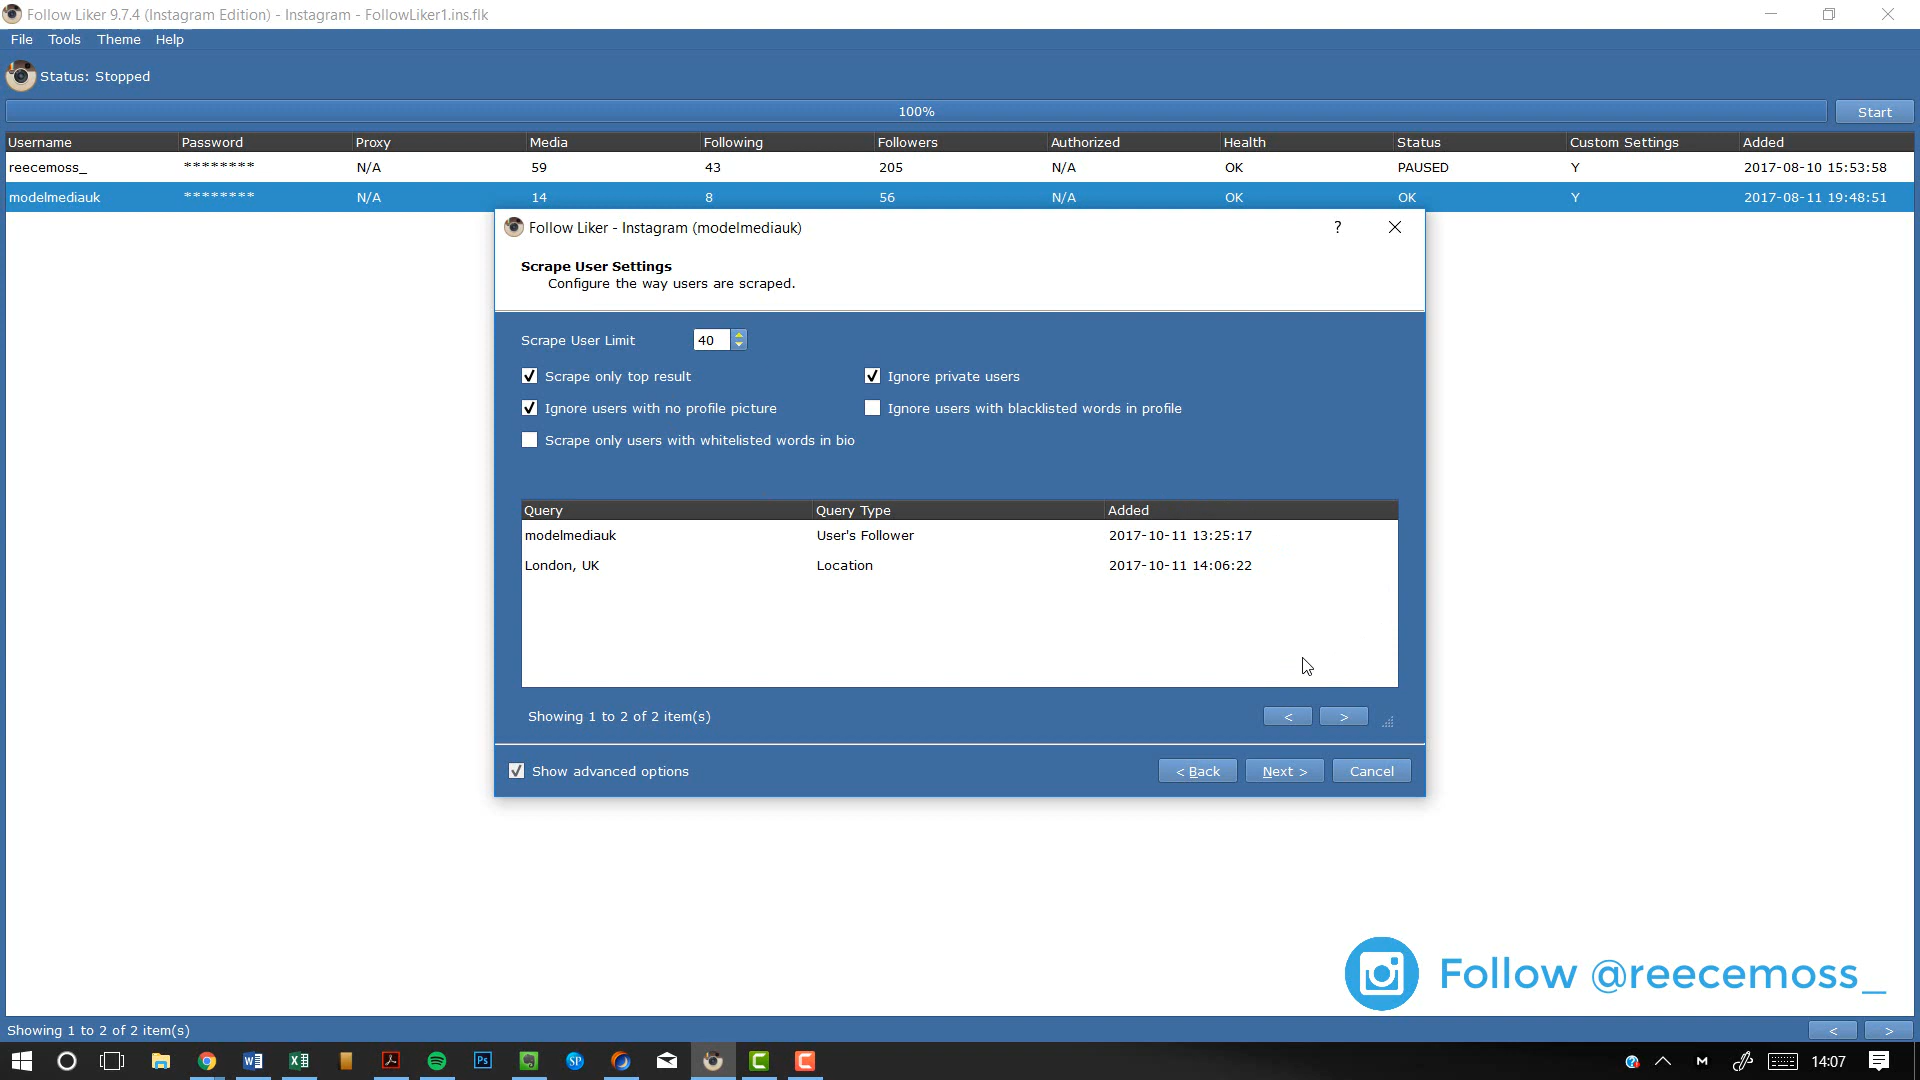 Follow Liker 9.7.4 (Instagram Edition) - Instagram - FollowLiker1.ins.flk
File Tools Theme Help
Status: Stopped
100% Start
Username Password Proxy Media Following Followers Authorized Health Status Custom Settings Added
reecemoss_ ******** N/A 59 43 205 N/A OK PAUSED Y 2017-08-10 15:53:58
modelmediauk ******** N/A 14 8 56 N/A OK OK Y 2017-08-11 19:48:51
Follow Liker - Instagram (modelmediauk) ?
Scrape User Settings
Configure the way users are scraped.
Scrape User Limit 40
Scrape only top result Ignore private users
Ignore users with no profile picture Ignore users with blacklisted words in profile
Scrape only users with whitelisted words in bio
Query Query Type Added
modelmediauk User's Follower 2017-10-11 13:25:17
London, UK Location 2017-10-11 14:06:22
Showing 1 to 2 of 2 item(s) < >
Show advanced options < Back Next > Cancel
Follow @reecemoss_
Showing 1 to 2 of 2 item(s) < >
14:07